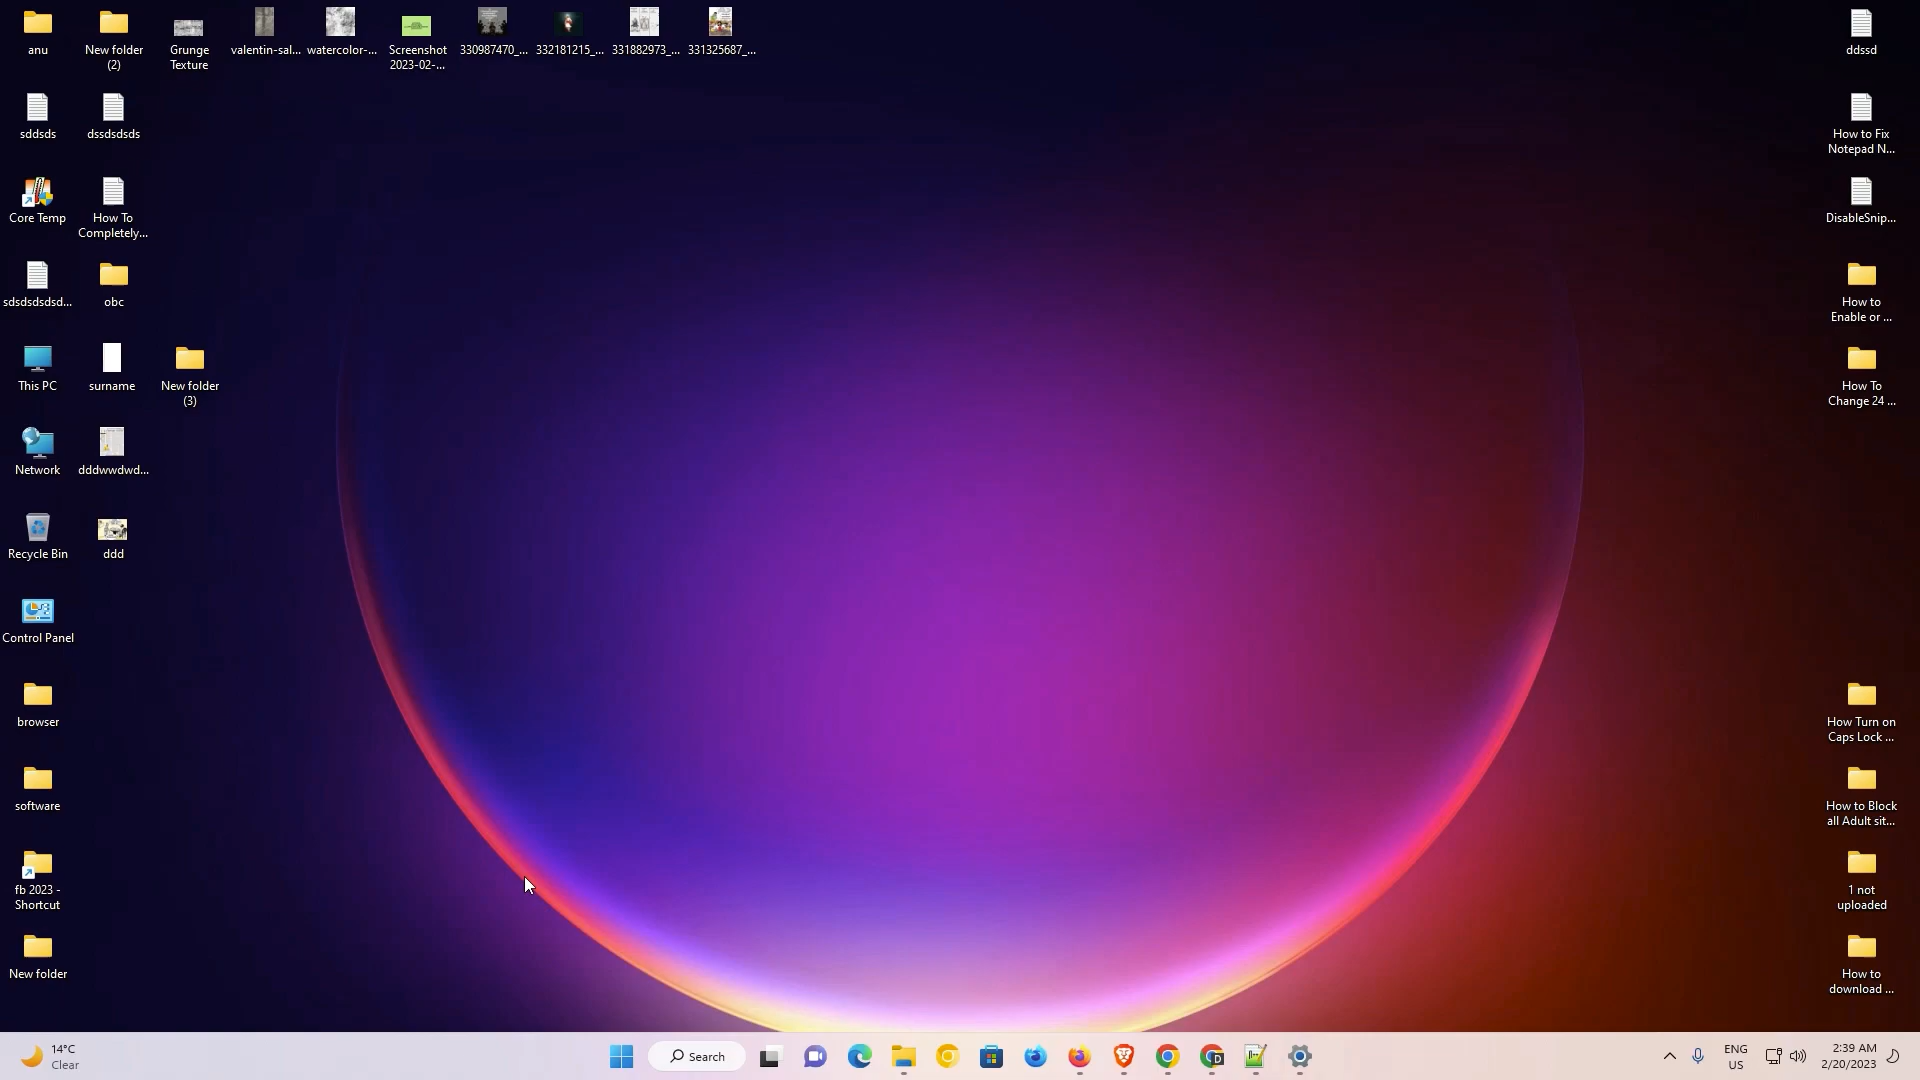 anu
New folder
(2)
Grunge
Texture
valentin-sal...
watercolor-...
Screenshot
2023-02-...
330987470_...
332181215_...
331882973_...
331325687_...
ddssd
sddsds
dssdsdsds
How to Fix
Notepad N...
Core Temp
How To
Completely...
DisableSnip...
sdsdsdsdsd...
obc
How to
Enable or ...
This PC
surname
New folder
(3)
How To
Change 24 ...
Network
dddwwdwd...
Recycle Bin
ddd
Control Panel
browser
How Turn on
Caps Lock ...
software
How to Block
all Adult sit...
fb 2023 -
Shortcut
1 not
uploaded
New folder
How to
download ...
14°C
Clear
Search
ENG
US
2:39 AM
2/20/2023